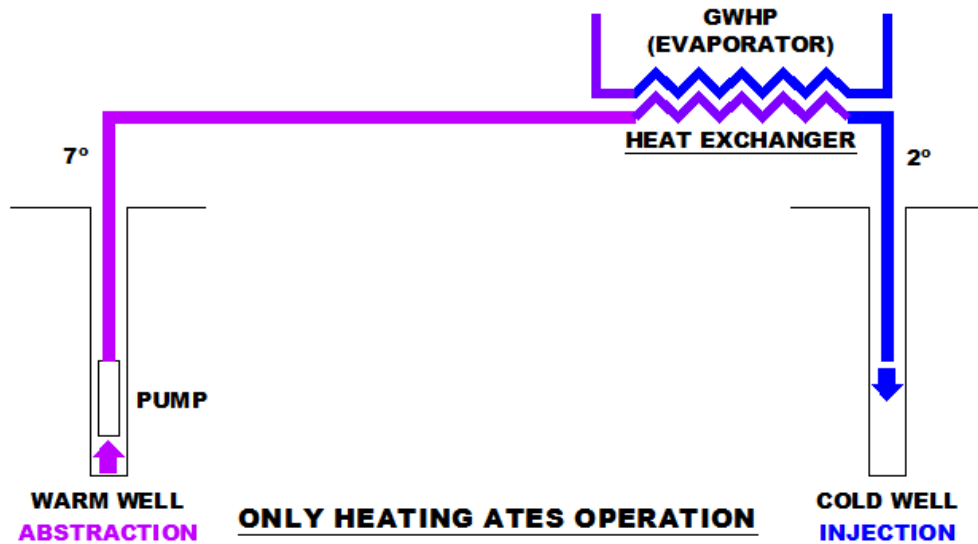 GWHP
(EVAPORATOR)
HEAT EXCHANGER
7º
2º
PUMP
WARM WELL
ABSTRACTION
ONLY HEATING ATES OPERATION
COLD WELL
INJECTION